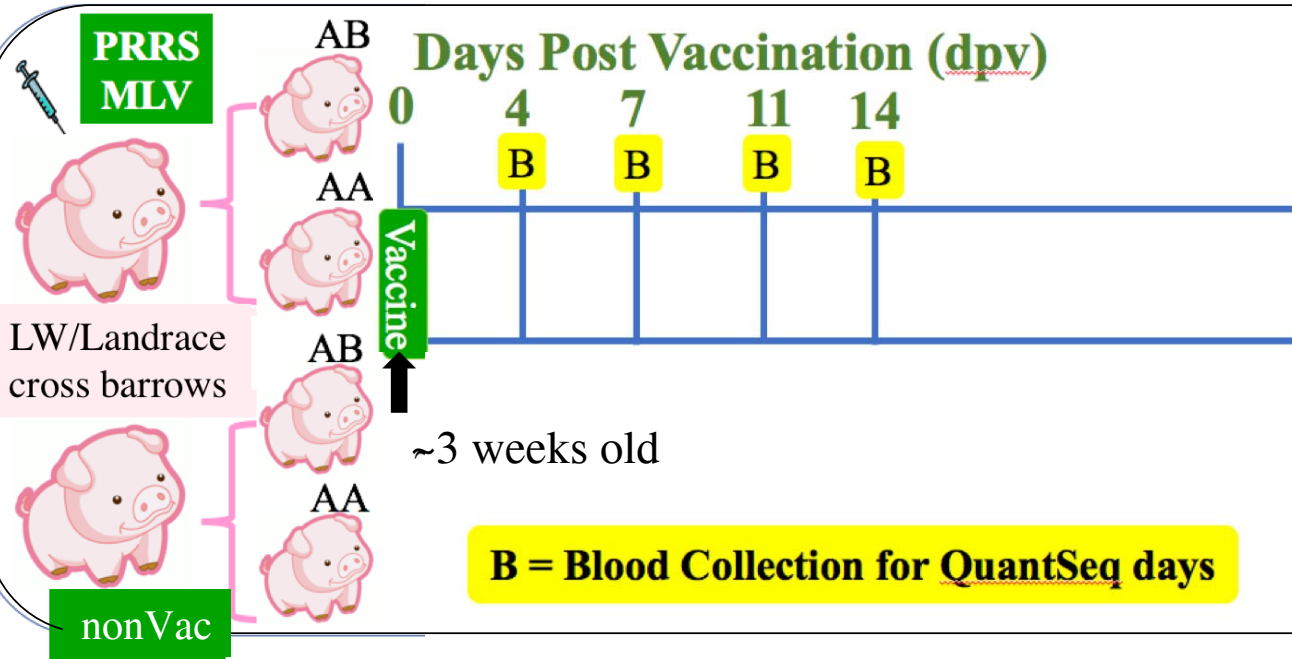 PRRS
MLV
AB
Days Post Vaccination (dpv)
0 4 7 11 14
B B B B
AA
Vaccine
LW/Landrace
cross barrows
AB
~3 weeks old
AA
B = Blood Collection for QuantSeq days
nonVac